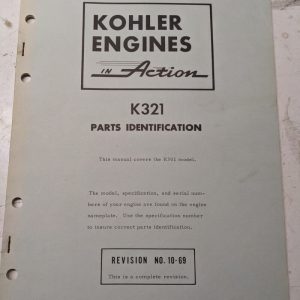 KOHLER
ENGINES
IN Action
K321
PARTS IDENTIFICATION
This manual covers the K321 model.
The model, specification, and serial num-
bers of your engine are found on the engine
nameplate. Use the specification number
to insure correct parts identification.
REVISION NO. 10-69
This is a complete revision.